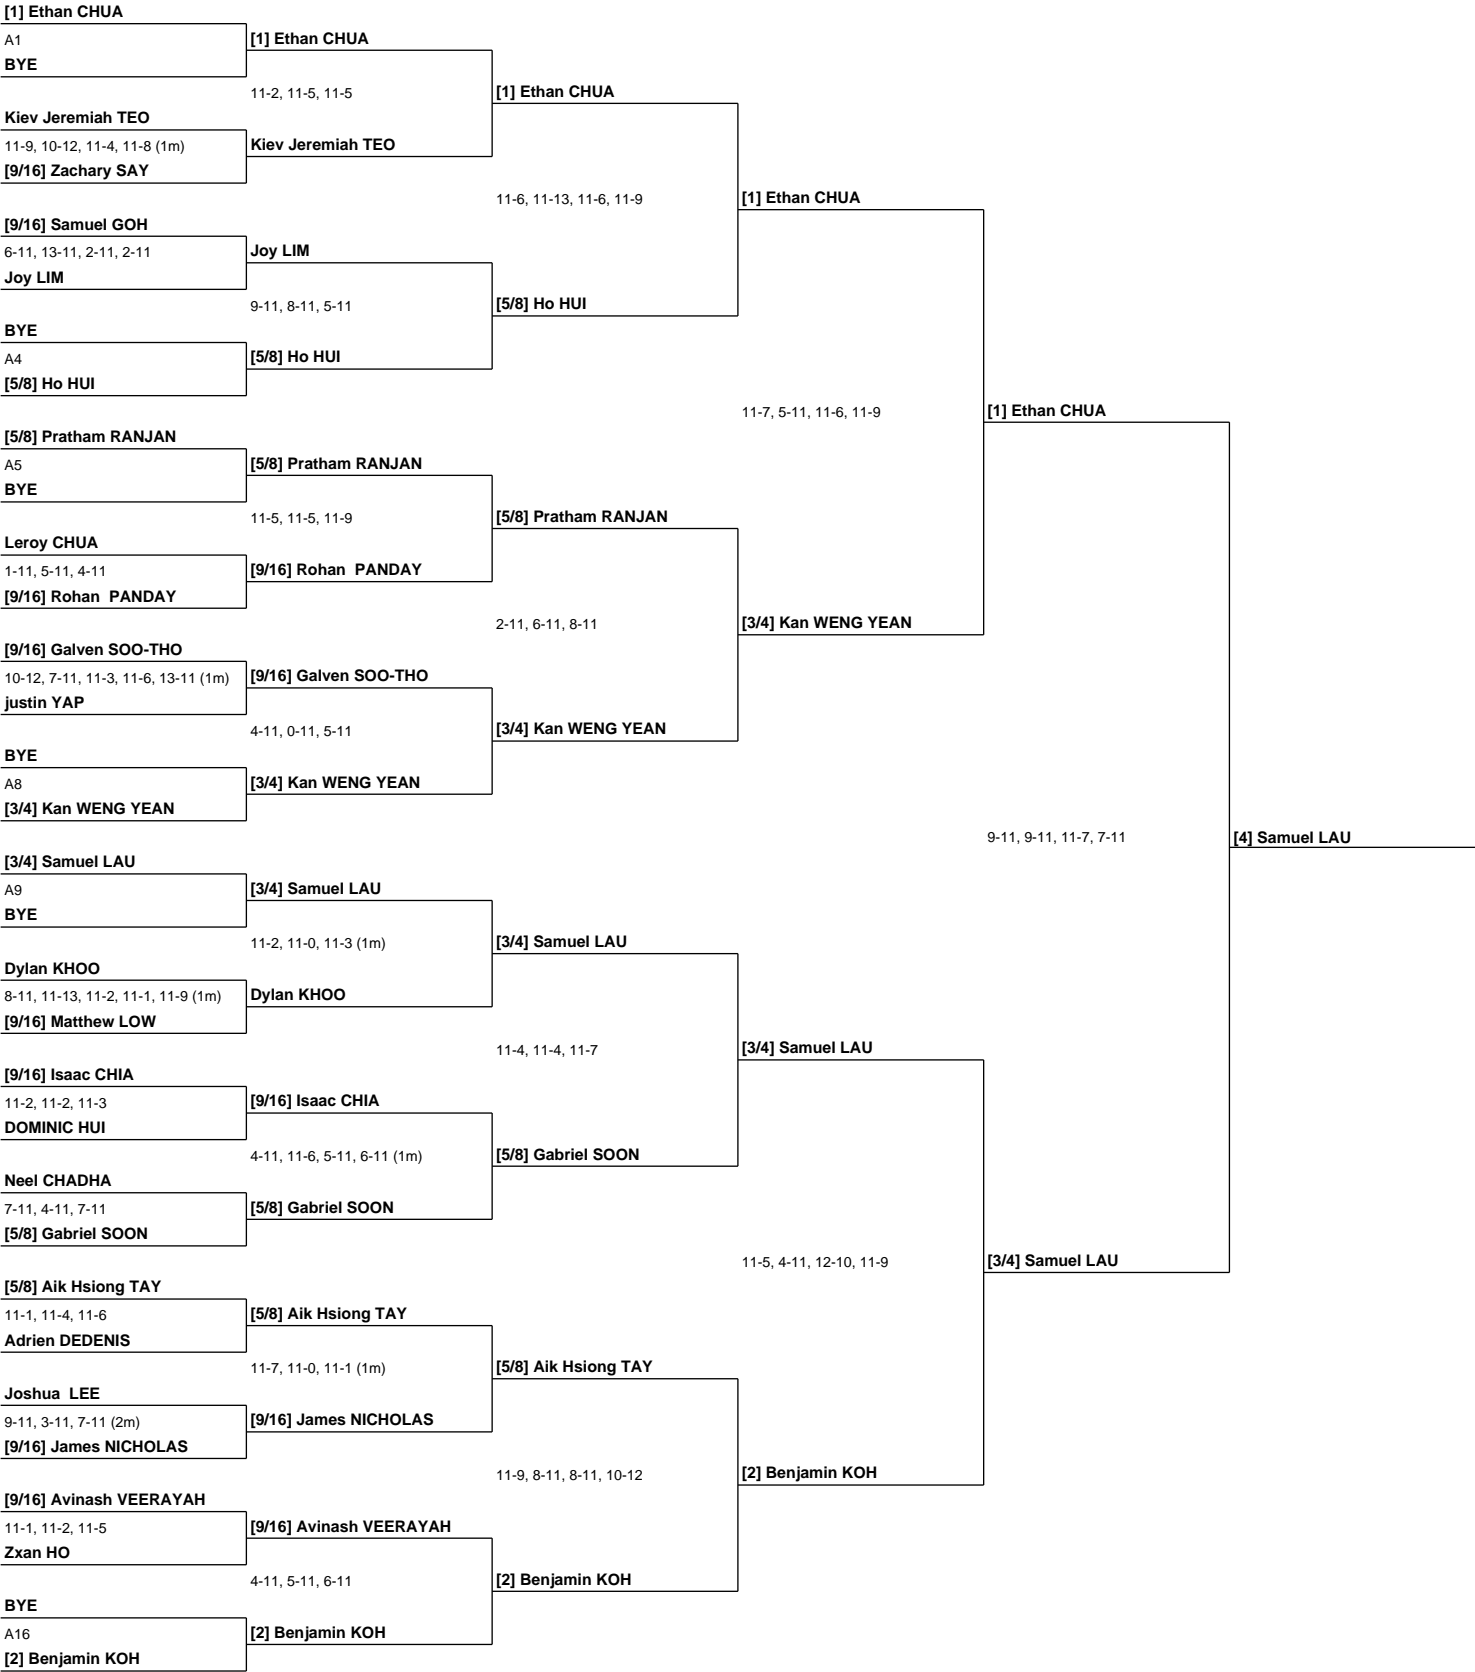 [1] Ethan CHUA
A1
[1] Ethan CHUA
BYE
11-2, 11-5, 11-5
[1] Ethan CHUA
Kiev Jeremiah TEO
11-9, 10-12, 11-4, 11-8 (1m)
Kiev Jeremiah TEO
[9/16] Zachary SAY
11-6, 11-13, 11-6, 11-9
[1] Ethan CHUA
[9/16] Samuel GOH
6-11, 13-11, 2-11, 2-11
Joy LIM
Joy LIM
9-11, 8-11, 5-11
[5/8] Ho HUI
BYE
A4
[5/8] Ho HUI
[5/8] Ho HUI
11-7, 5-11, 11-6, 11-9
[1] Ethan CHUA
[5/8] Pratham RANJAN
A5
[5/8] Pratham RANJAN
BYE
11-5, 11-5, 11-9
[5/8] Pratham RANJAN
Leroy CHUA
1-11, 5-11, 4-11
[9/16] Rohan  PANDAY
[9/16] Rohan  PANDAY
2-11, 6-11, 8-11
[3/4] Kan WENG YEAN
[9/16] Galven SOO-THO
10-12, 7-11, 11-3, 11-6, 13-11 (1m)
[9/16] Galven SOO-THO
justin YAP
4-11, 0-11, 5-11
[3/4] Kan WENG YEAN
BYE
A8
[3/4] Kan WENG YEAN
[3/4] Kan WENG YEAN
9-11, 9-11, 11-7, 7-11
[4] Samuel LAU
[3/4] Samuel LAU
A9
[3/4] Samuel LAU
BYE
11-2, 11-0, 11-3 (1m)
[3/4] Samuel LAU
Dylan KHOO
8-11, 11-13, 11-2, 11-1, 11-9 (1m)
Dylan KHOO
[9/16] Matthew LOW
11-4, 11-4, 11-7
[3/4] Samuel LAU
[9/16] Isaac CHIA
11-2, 11-2, 11-3
[9/16] Isaac CHIA
DOMINIC HUI
4-11, 11-6, 5-11, 6-11 (1m)
[5/8] Gabriel SOON
Neel CHADHA
7-11, 4-11, 7-11
[5/8] Gabriel SOON
[5/8] Gabriel SOON
11-5, 4-11, 12-10, 11-9
[3/4] Samuel LAU
[5/8] Aik Hsiong TAY
11-1, 11-4, 11-6
[5/8] Aik Hsiong TAY
Adrien DEDENIS
11-7, 11-0, 11-1 (1m)
[5/8] Aik Hsiong TAY
Joshua  LEE
9-11, 3-11, 7-11 (2m)
[9/16] James NICHOLAS
[9/16] James NICHOLAS
11-9, 8-11, 8-11, 10-12
[2] Benjamin KOH
[9/16] Avinash VEERAYAH
11-1, 11-2, 11-5
[9/16] Avinash VEERAYAH
Zxan HO
4-11, 5-11, 6-11
[2] Benjamin KOH
BYE
A16
[2] Benjamin KOH
[2] Benjamin KOH